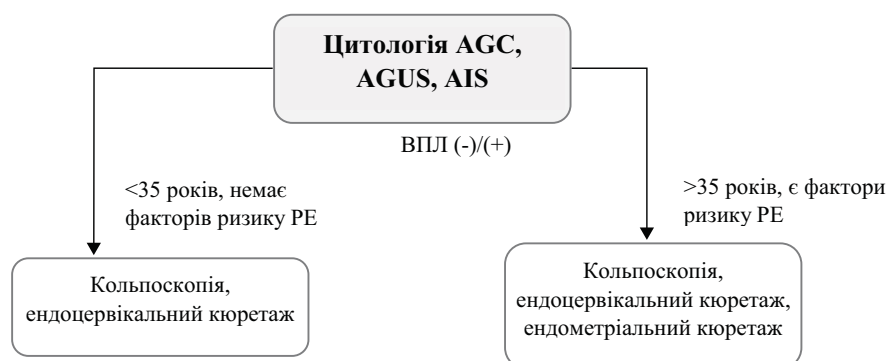 Цитологія AGC,
AGUS, AIS
ВПЛ (-)/(+)
<35 років, немає
факторів ризику РЕ
>35 років, є фактори
ризику РЕ
Кольпоскопія,
ендоцервікальний кюретаж
Кольпоскопія,
ендоцервікальний кюретаж,
ендометріальний кюретаж